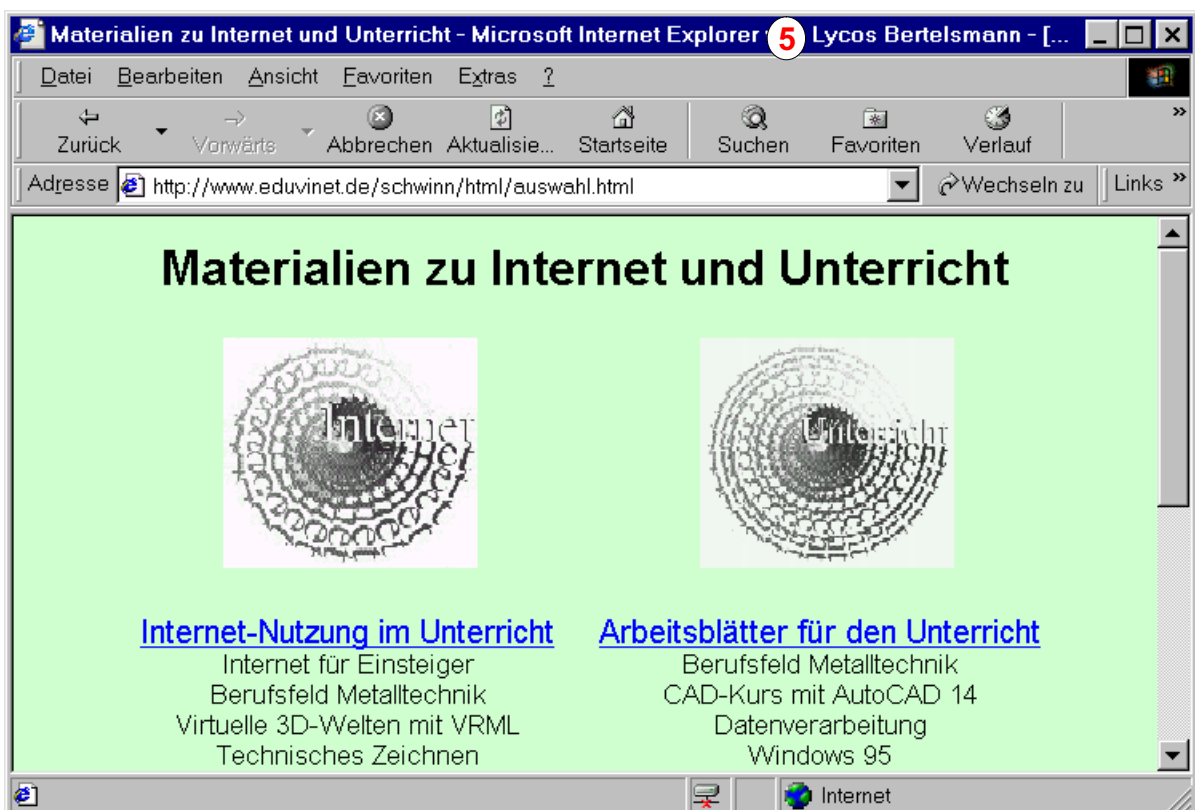 Materialien zu Internet und Unterricht - Microsoft Internet Explorer 5 Lycos Bertelsmann - [...
Datei Bearbeiten Ansicht Favoriten Extras ?
Zurück Vorwärts Abbrechen Aktualisie... Startseite Suchen Favoriten Verlauf »
Adresse http://www.eduvinet.de/schwinn/html/auswahl.html Wechseln zu Links »
Materialien zu Internet und Unterricht
Internet Unterricht
Internet-Nutzung im Unterricht Arbeitsblätter für den Unterricht
Internet für Einsteiger Berufsfeld Metalltechnik
Berufsfeld Metalltechnik CAD-Kurs mit AutoCAD 14
Virtuelle 3D-Welten mit VRML Datenverarbeitung
Technisches Zeichnen Windows 95
Internet